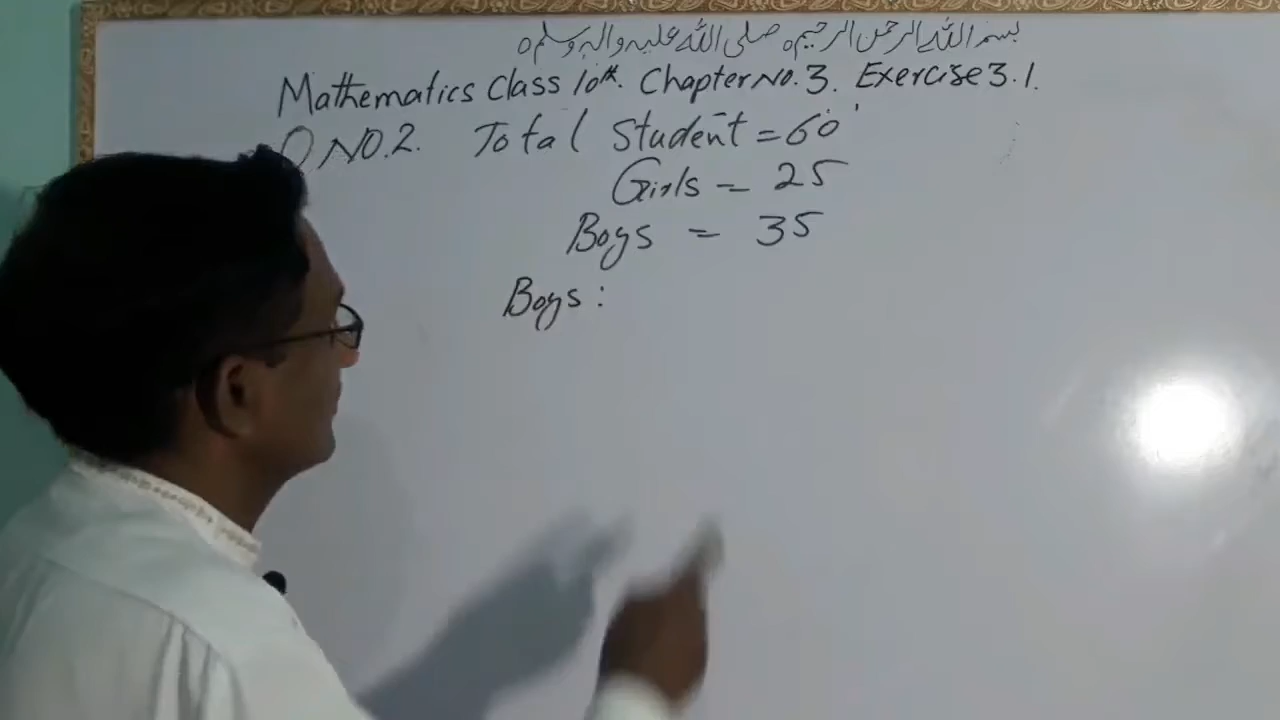 بسم اللہ الرحمن الرحیم ہ صلی اللہ علیہ والہ وسلم ہ
Mathematics Class 10th. Chapter No. 3. Exercise 3.1.
Q NO.2. Total Student = 60
Girls = 25
Boys = 35
Boys :